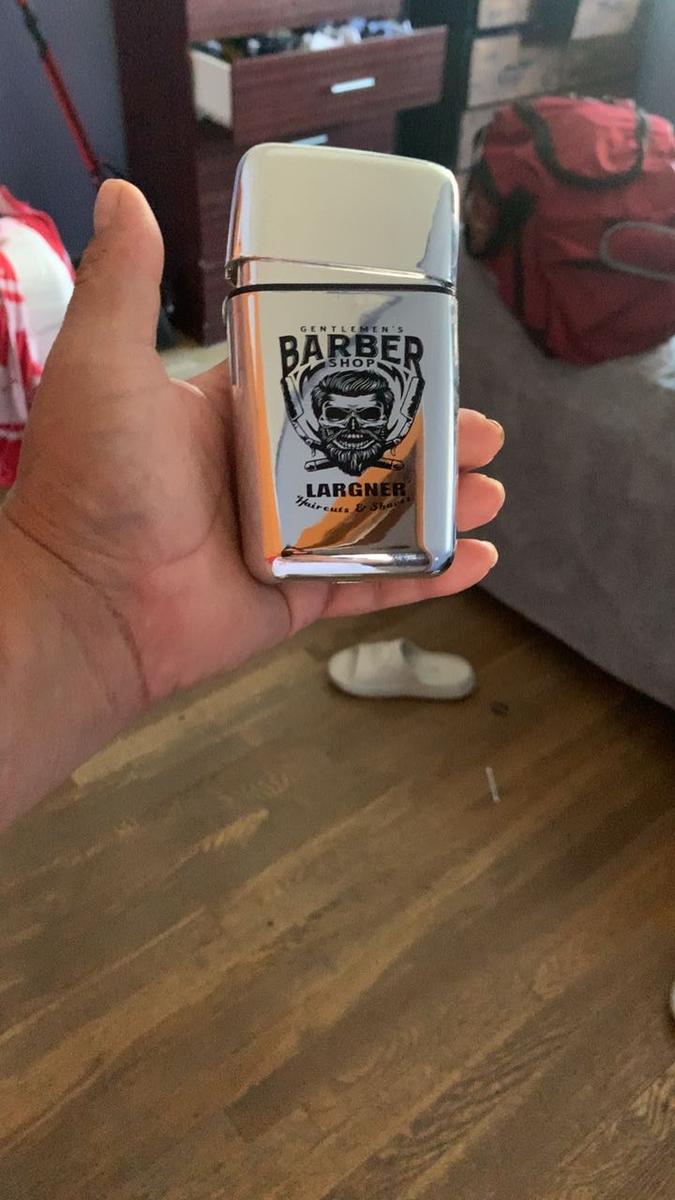 GENTLEMEN'S
BARBER
SHOP
LARGNER
Haircuts & Shaves